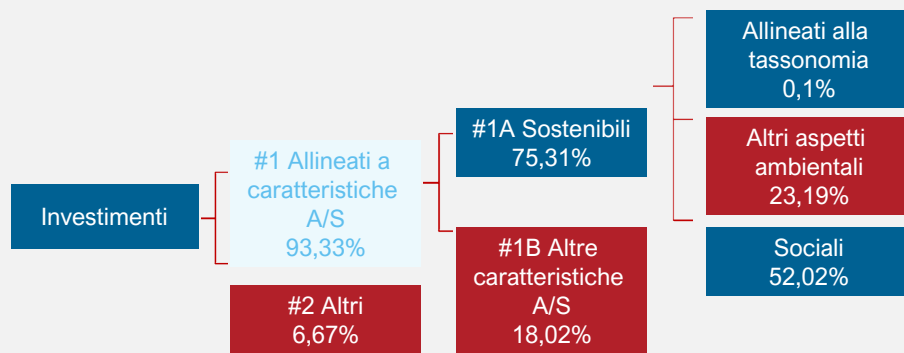 Investimenti
#1 Allineati a
caratteristiche
A/S
93,33%
#2 Altri
6,67%
#1A Sostenibili
75,31%
#1B Altre
caratteristiche
A/S
18,02%
Allineati alla
tassonomia
0,1%
Altri aspetti
ambientali
23,19%
Sociali
52,02%